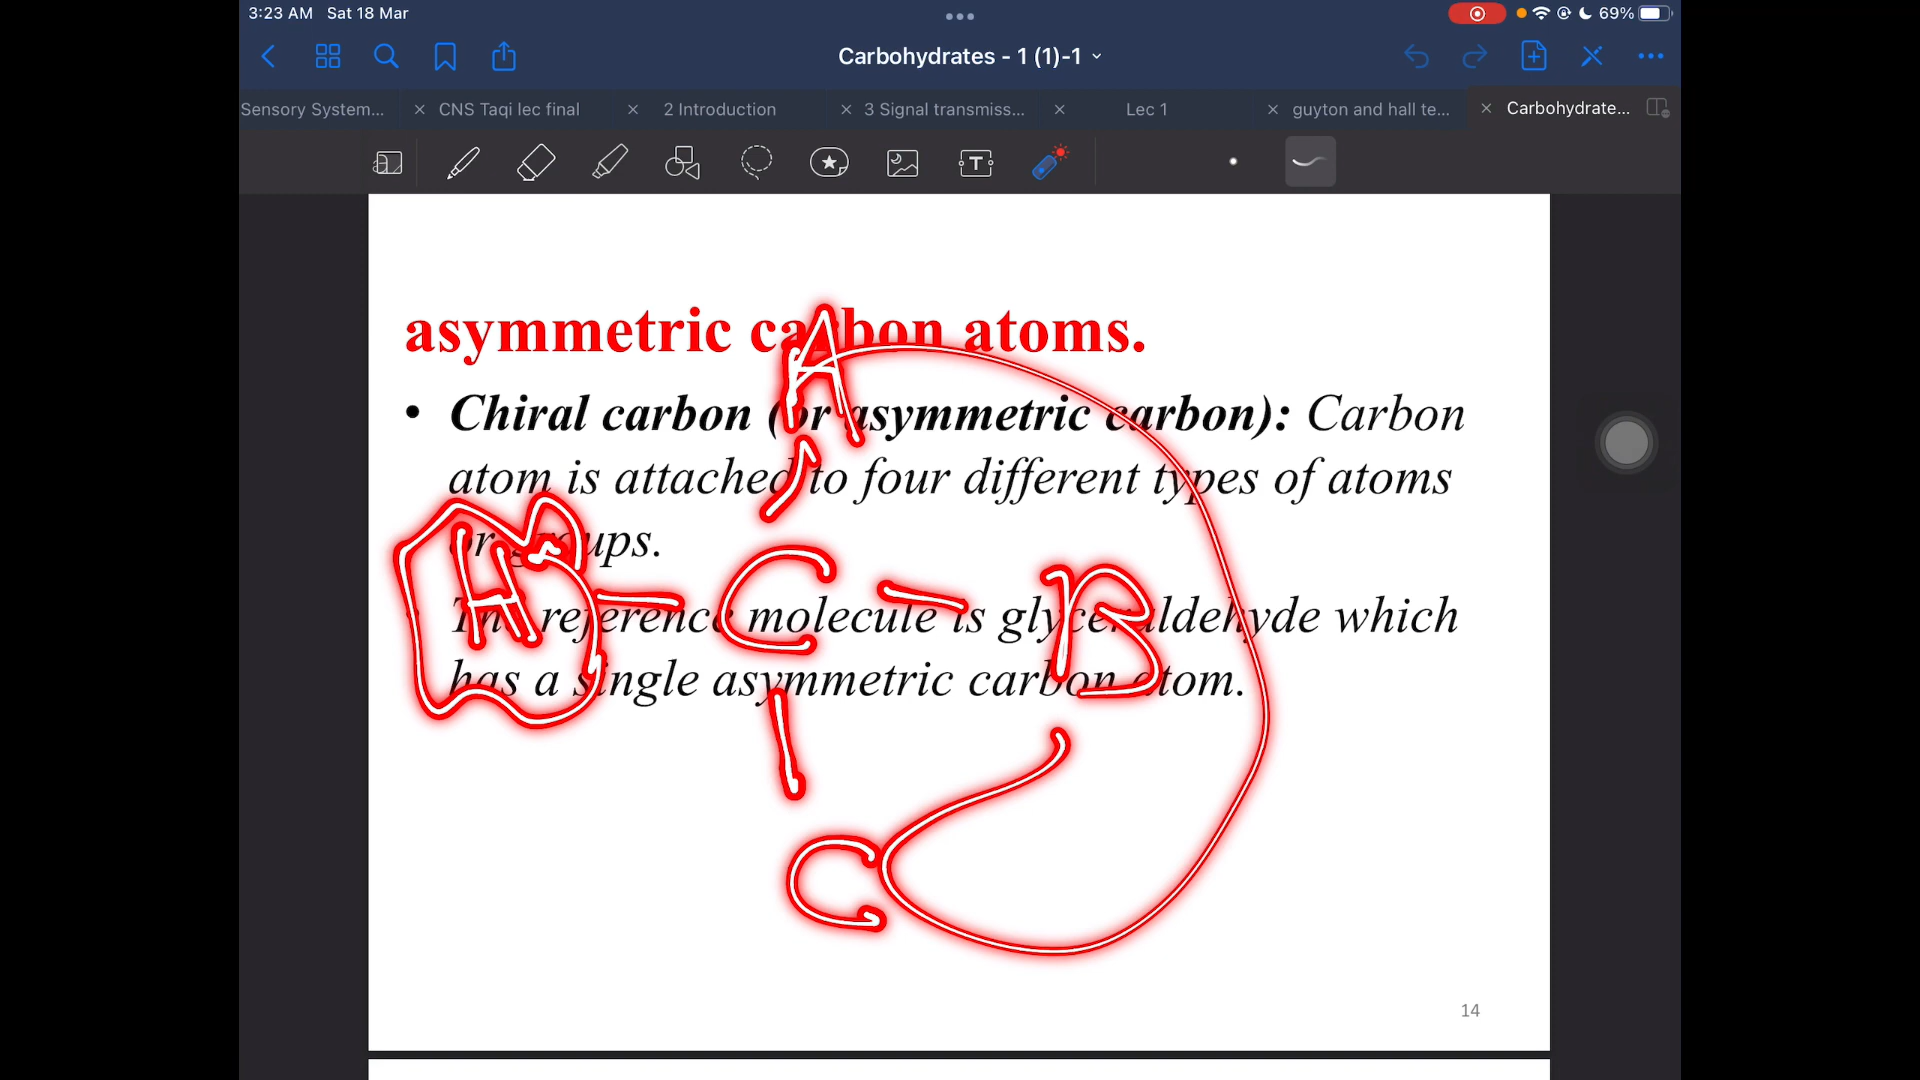 3:23 AM Sat 18 Mar
69%
Carbohydrates - 1 (1)-1
Sensory System... CNS Taqi lec final 2 Introduction 3 Signal transmiss... Lec 1 guyton and hall te... Carbohydrate...
asymmetric carbon atoms.
• Chiral carbon (or asymmetric carbon): Carbon
atom is attached to four different types of atoms
or groups.
• The reference molecule is glyceraldehyde which
has a single asymmetric carbon atom.
A
H - C - B
C
14